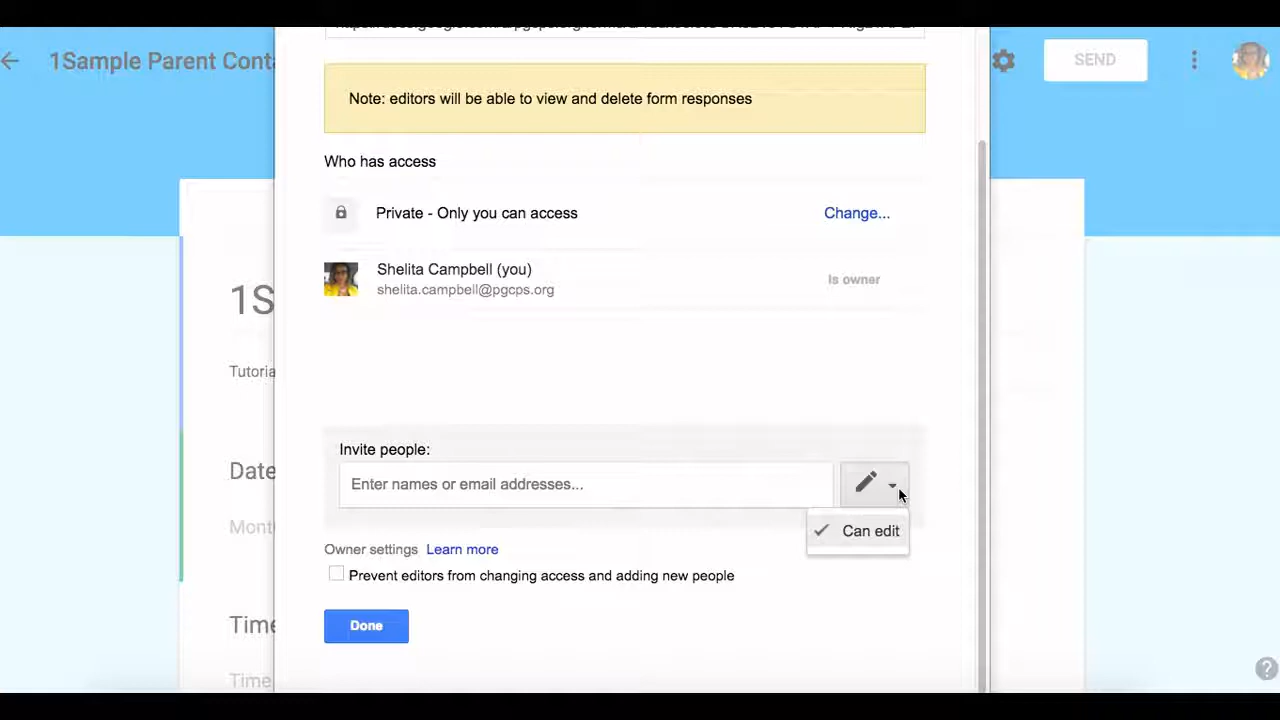 1Sample Parent Conta
SEND
Note: editors will be able to view and delete form responses
Who has access
Private - Only you can access
Change...
Shelita Campbell (you)
shelita.campbell@pgcps.org
Is owner
1S
Tutoria
Invite people:
Date
Enter names or email addresses...
Mont
Can edit
Owner settings Learn more
Prevent editors from changing access and adding new people
Time
Done
Time